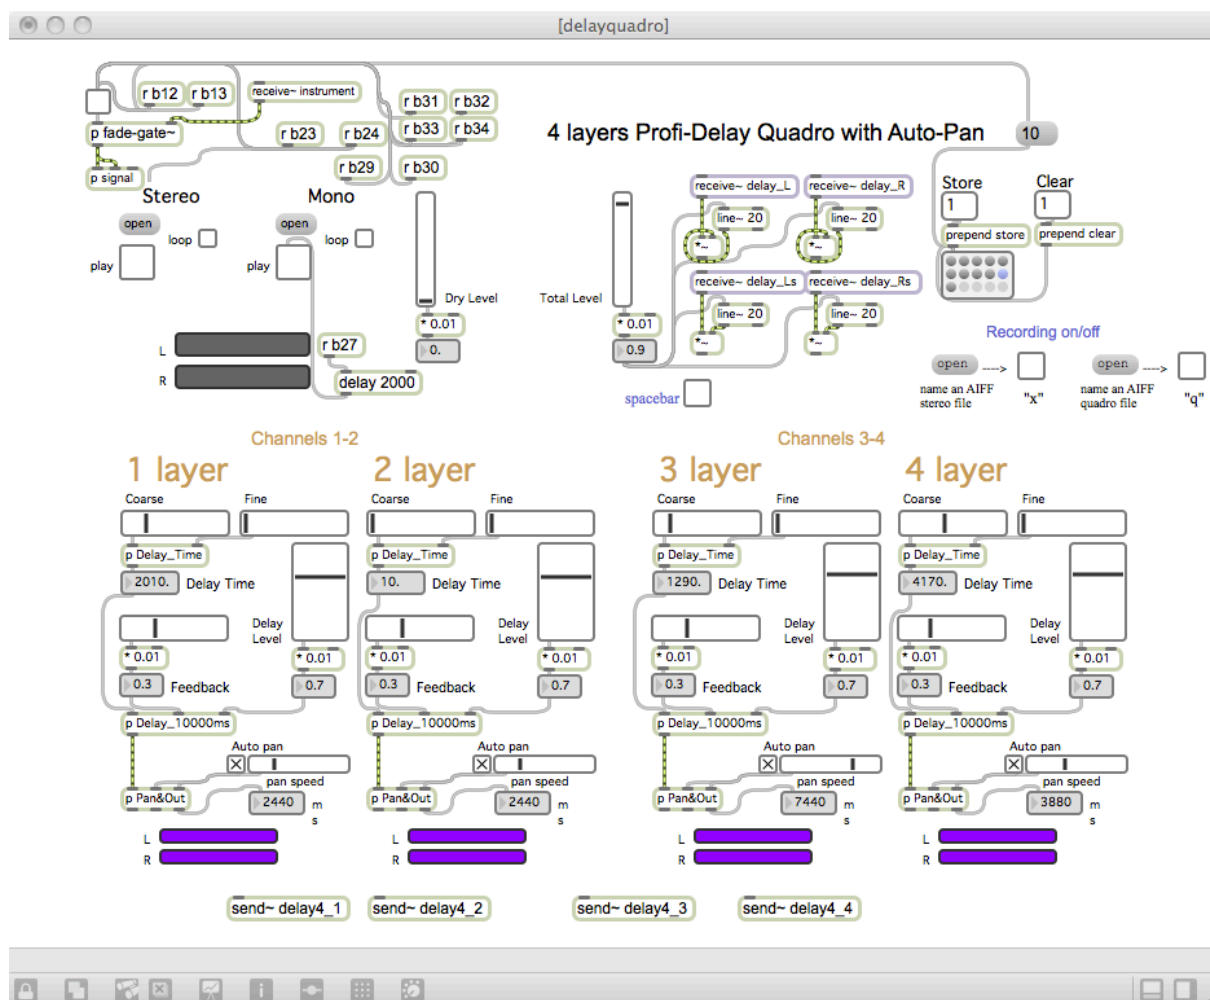 [delayquadro]
r b12
r b13
receive~ instrument
r b31
r b32
p fade-gate~
r b23
r b24
r b33
r b34
4 layers Profi-Delay Quadro with Auto-Pan
10
p signal
r b29
r b30
Stereo
Mono
receive~ delay_L
receive~ delay_R
Store
Clear
open
open
line~ 20
line~ 20
1
1
loop
loop
*~
*~
prepend store
prepend clear
play
play
receive~ delay_Ls
receive~ delay_Rs
Dry Level
Total Level
* 0.01
* 0.01
line~ 20
line~ 20
Recording on/off
L
r b27
0.
0.9
*~
*~
open
---->
open
---->
R
delay 2000
spacebar
name an AIFF
stereo file
"x"
name an AIFF
quadro file
"q"
Channels 1-2
Channels 3-4
1 layer
2 layer
3 layer
4 layer
Coarse
Fine
Coarse
Fine
Coarse
Fine
Coarse
Fine
p Delay_Time
p Delay_Time
p Delay_Time
p Delay_Time
2010.
Delay Time
10.
Delay Time
1290.
Delay Time
4170.
Delay Time
Delay
Level
Delay
Level
Delay
Level
Delay
Level
* 0.01
* 0.01
* 0.01
* 0.01
* 0.01
* 0.01
* 0.01
* 0.01
0.3
Feedback
0.7
0.3
Feedback
0.7
0.3
Feedback
0.7
0.3
Feedback
0.7
p Delay_10000ms
p Delay_10000ms
p Delay_10000ms
p Delay_10000ms
Auto pan
Auto pan
Auto pan
Auto pan
pan speed
pan speed
pan speed
pan speed
p Pan&Out
2440
m
s
p Pan&Out
2440
m
s
p Pan&Out
7440
m
s
p Pan&Out
3880
m
s
L
L
L
L
R
R
R
R
send~ delay4_1
send~ delay4_2
send~ delay4_3
send~ delay4_4